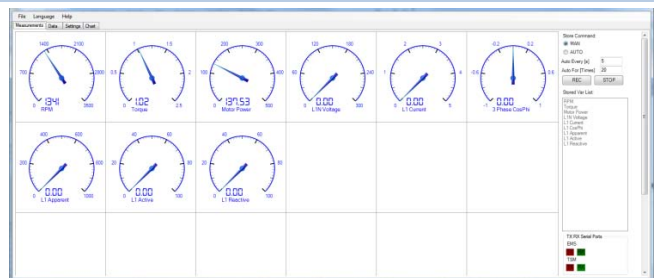 File Language Help
Measurements Data Settings Chart
1400 2100
700
0 3500
1341
RPM
1 1.5
0.5 2
0
1.02
Torque
200 300
100 400
0 500
137.53
Motor Power
120 180
60 240
0 300
0.00
L1N Voltage
2 3
1 4
0 5
0.00
L1 Current
-0.2 0.2
-0.6 0.6
-1 1
0.00
3 Phase CosPhi
400 600
200
0 1000
0.00
L1 Apparent
40 60
20 80
0 100
0.00
L1 Active
40 60
20 80
0 100
0.00
L1 Reactive
Store Command
MAN
AUTO
Auto Every [s] 5
Auto For [Times] 20
REC STOP
Stored Var List
RPM
Torque
Motor Power
L1N Voltage
L1 Current
L1 CosPhi
L1 Apparent
L1 Active
L1 Reactive
TX RX Serial Ports
EMS
TSM